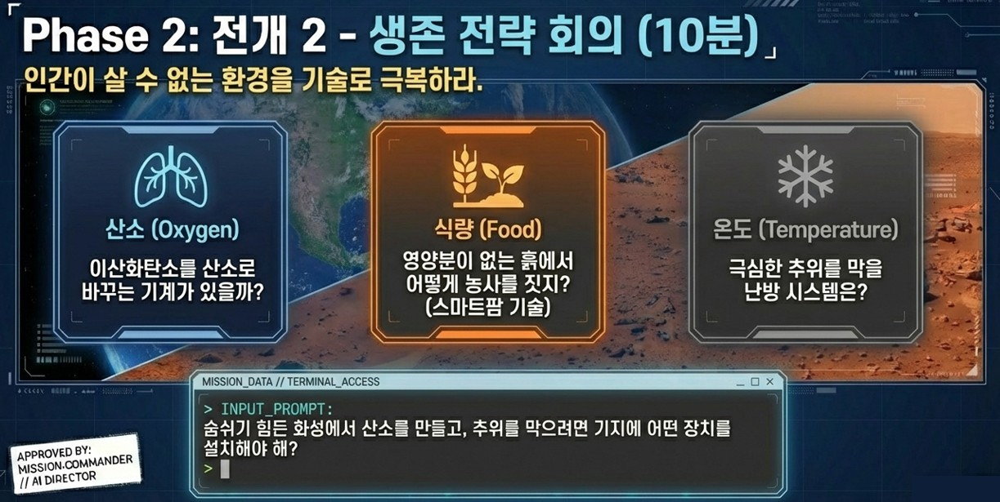 「Phase 2: 전개 2 - 생존 전략 회의 (10분)」
인간이 살 수 없는 환경을 기술로 극복하라.
산소 (Oxygen)
이산화탄소를 산소로
바꾸는 기계가 있을까?
식량 (Food)
영양분이 없는 흙에서
어떻게 농사를 짓지?
(스마트팜 기술)
온도 (Temperature)
극심한 추위를 막을
난방 시스템은?
MISSION_DATA // TERMINAL_ACCESS
> INPUT_PROMPT:
숨쉬기 힘든 화성에서 산소를 만들고, 추위를 막으려면 기지에 어떤 장치를
설치해야 해?
>
APPROVED BY:
MISSION-COMMANDER
// AI DIRECTOR